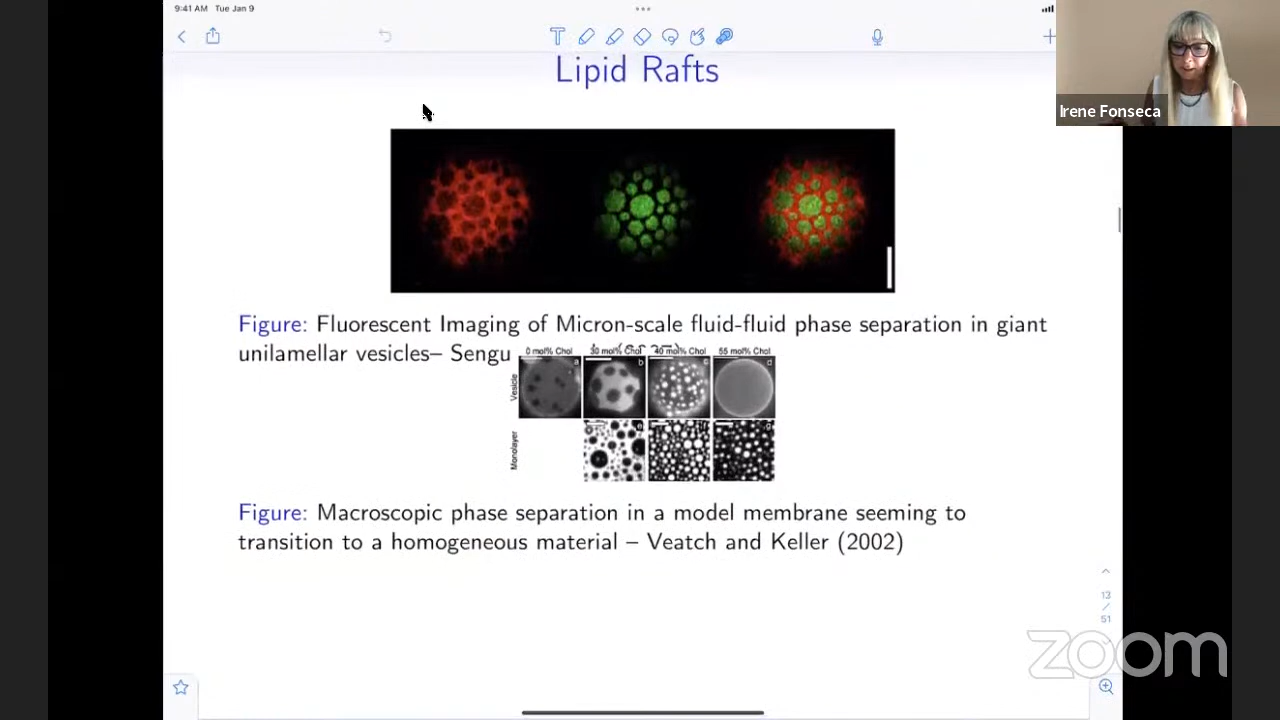 9:41 AM Tue Jan 9
Lipid Rafts
Irene Fonseca
Figure: Fluorescent Imaging of Micron-scale fluid-fluid phase separation in giant
unilamellar vesicles– Sengu
0 mol% Chol 30 mol% Chol 40 mol% Chol 55 mol% Chol
a b c d
Vesicle
Monolayer
Figure: Macroscopic phase separation in a model membrane seeming to
transition to a homogeneous material – Veatch and Keller (2002)
13
/
51
zoom